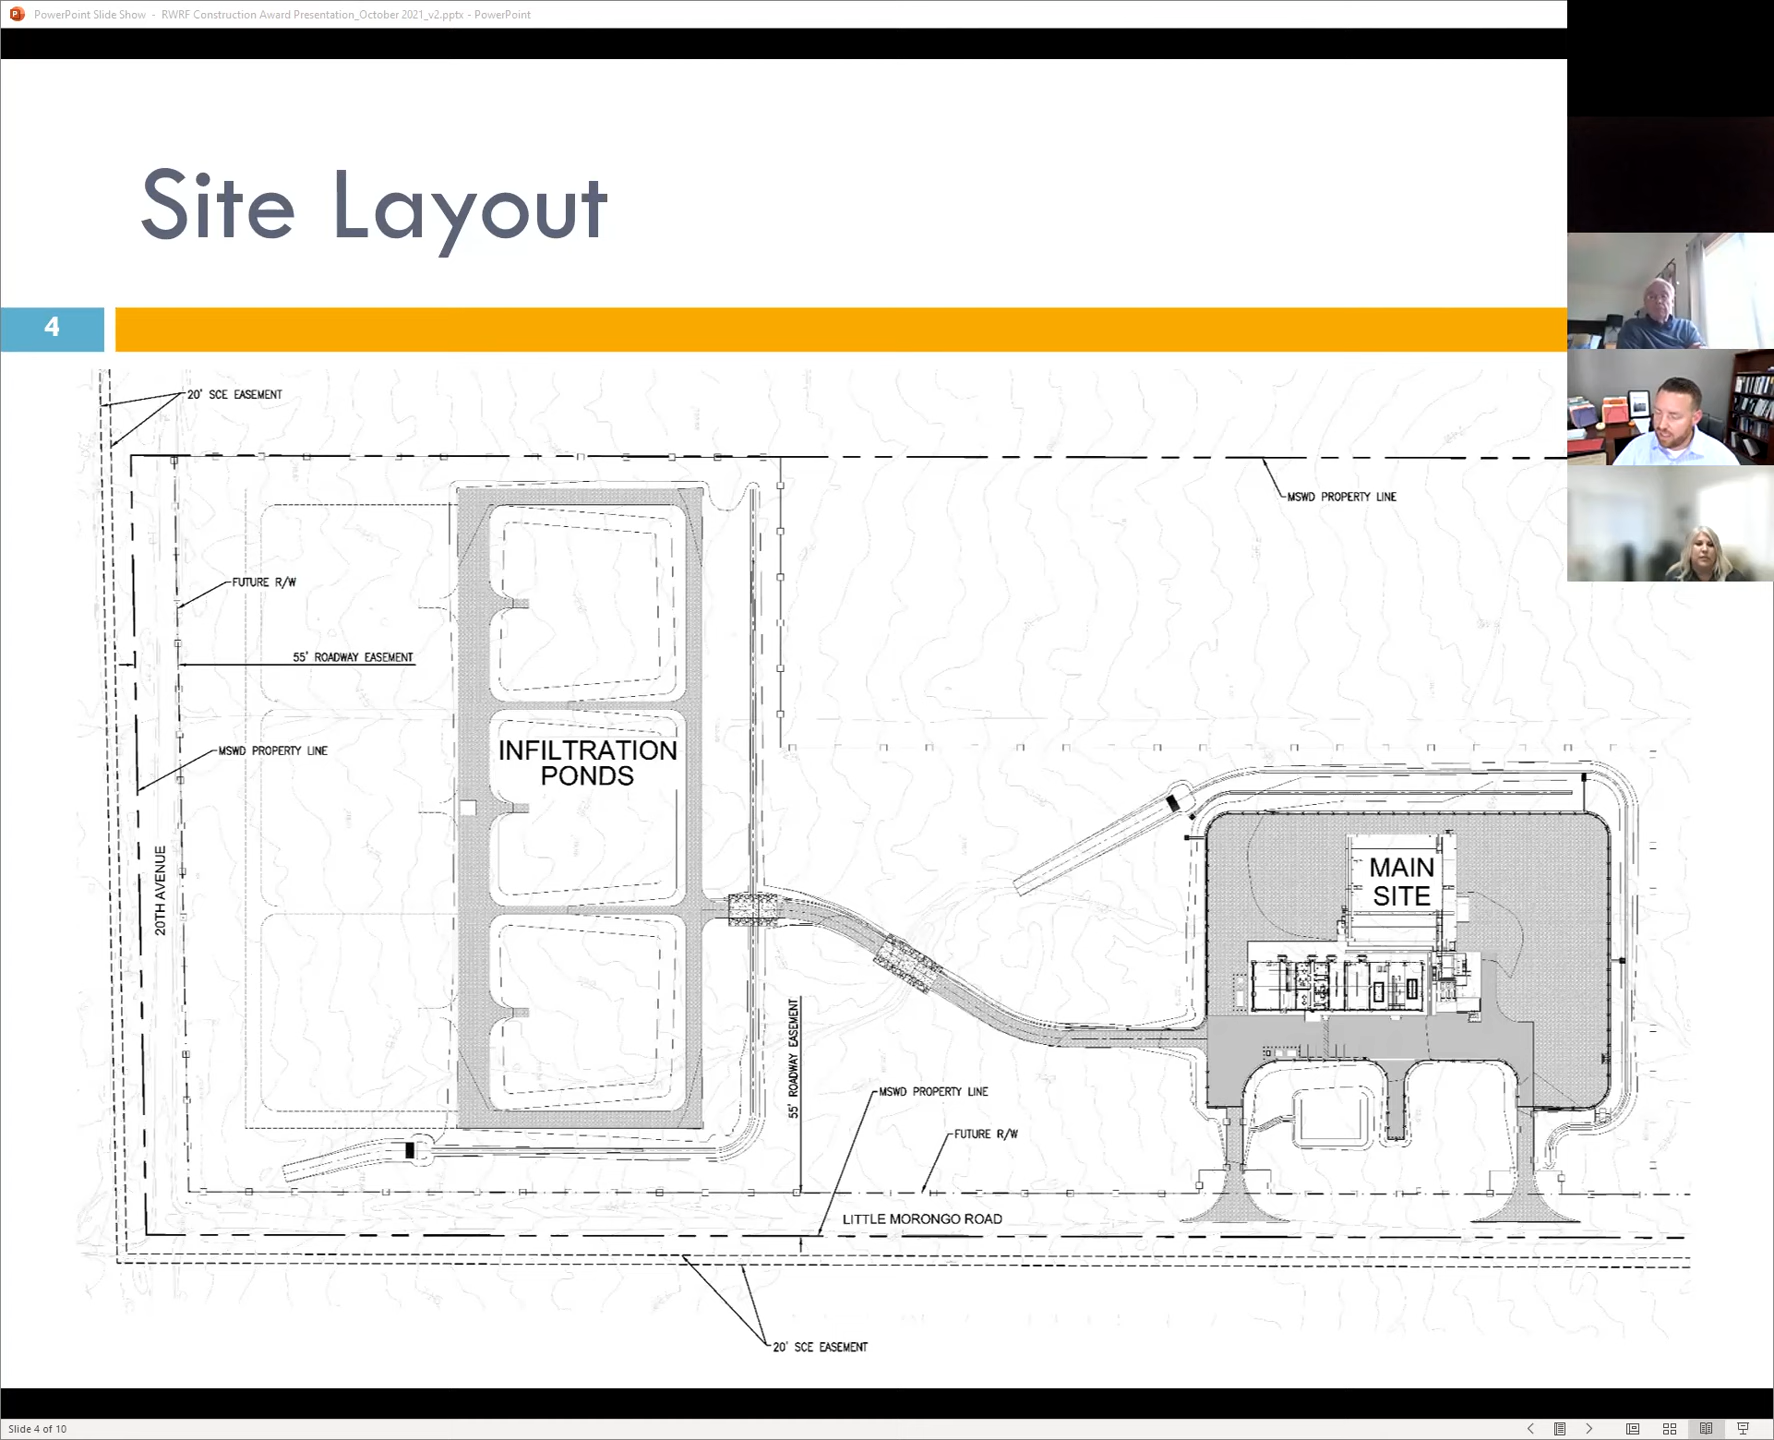 PowerPoint Slide Show - RWRF Construction Award Presentation_October 2021_v2.pptx - PowerPoint
Site Layout
4
20' SCE EASEMENT
MSWD PROPERTY LINE
FUTURE R/W
55' ROADWAY EASEMENT
MSWD PROPERTY LINE
INFILTRATION
PONDS
20TH AVENUE
MAIN
SITE
55' ROADWAY EASEMENT
MSWD PROPERTY LINE
FUTURE R/W
LITTLE MORONGO ROAD
20' SCE EASEMENT
Slide 4 of 10